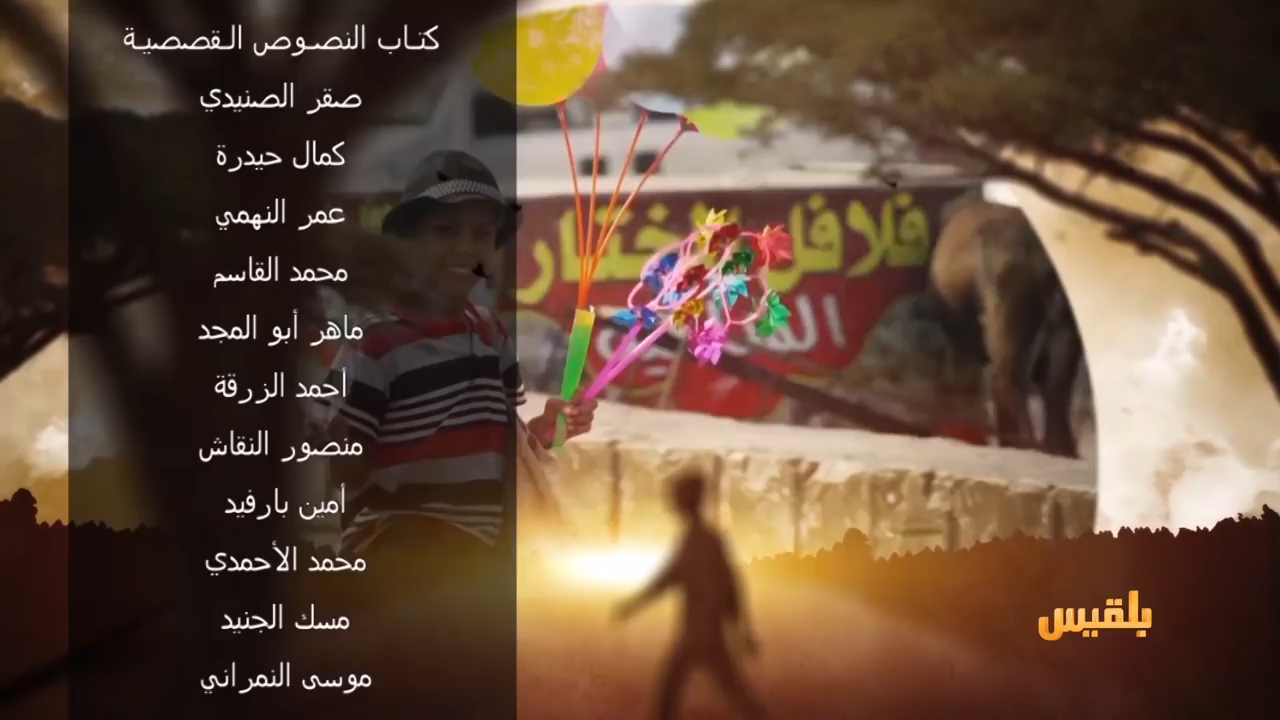 كتاب النصوص القصصية
صقر الصنيدي
كمال حيدرة
عمر النهمي
محمد القاسم
ماهر أبو المجد
أحمد الزرقة
منصور النقاش
أمين بارفيد
محمد الأحمدي
مسك الجنيد
موسى النمراني
فلافل
بلقيس